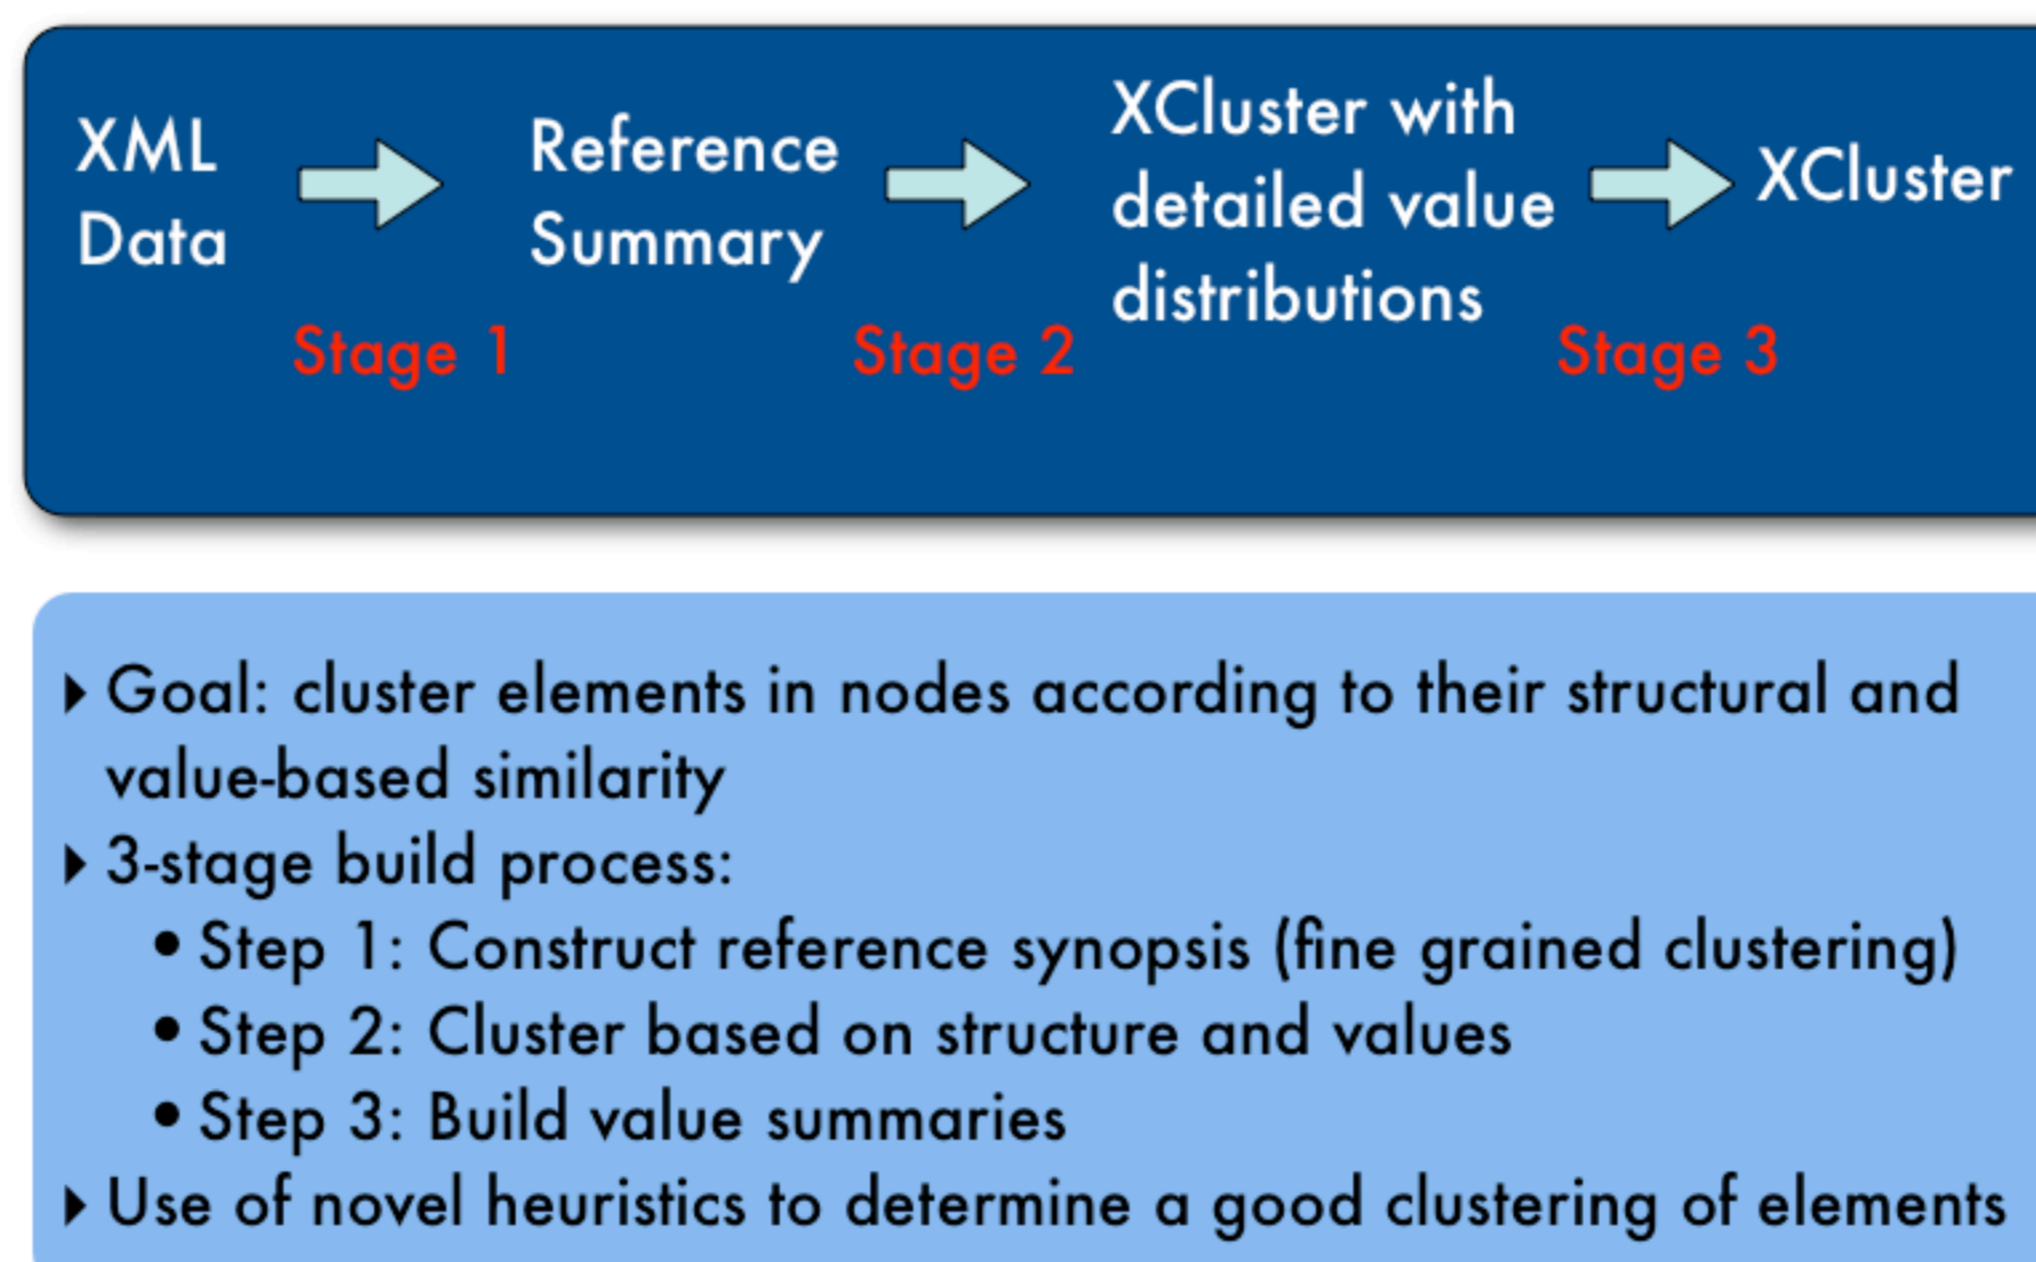 XML
Data
Reference
Summary
XCluster with
detailed value
distributions
XCluster
Stage 1
Stage 2
Stage 3
Goal: cluster elements in nodes according to their structural and
value-based similarity
3-stage build process:
• Step 1: Construct reference synopsis (fine grained clustering)
• Step 2: Cluster based on structure and values
• Step 3: Build value summaries
Use of novel heuristics to determine a good clustering of elements